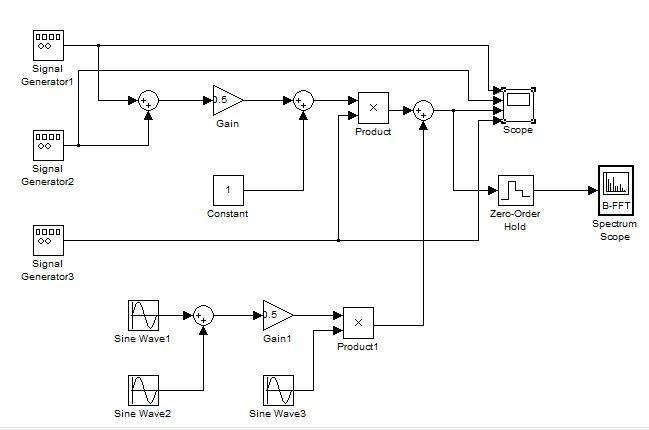 Signal
Generator1
0.5
Gain
×
Product
Scope
Signal
Generator2
1
Constant
Zero-Order
Hold
B-FFT
Spectrum
Scope
Signal
Generator3
Sine Wave1
0.5
Gain1
×
Product1
Sine Wave2
Sine Wave3